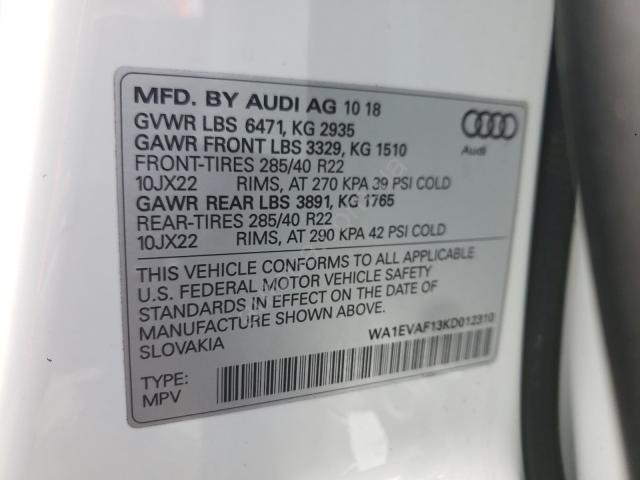 MFD. BY AUDI AG 10 18
GVWR LBS 6471, KG 2935
GAWR FRONT LBS 3329, KG 1510
FRONT-TIRES 285/40 R22
10JX22 RIMS, AT 270 KPA 39 PSI COLD
GAWR REAR LBS 3891, KG 1765
REAR-TIRES 285/40 R22
10JX22 RIMS, AT 290 KPA 42 PSI COLD
Audi
THIS VEHICLE CONFORMS TO ALL APPLICABLE
U.S. FEDERAL MOTOR VEHICLE SAFETY
STANDARDS IN EFFECT ON THE DATE OF
MANUFACTURE SHOWN ABOVE.
SLOVAKIA
WA1EVAF13KD012310
TYPE:
MPV